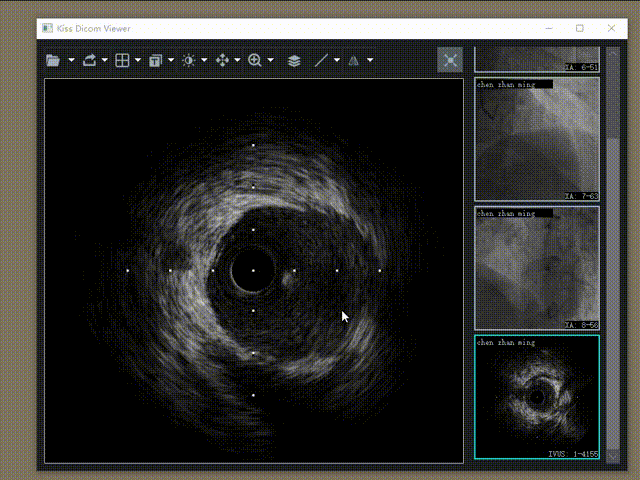 Kiss Dicom Viewer
XA: 6-51
chen zhan ming
XA: 7-63
chen zhan ming
XA: 8-56
chen zhan ming
IVUS: 1-4155